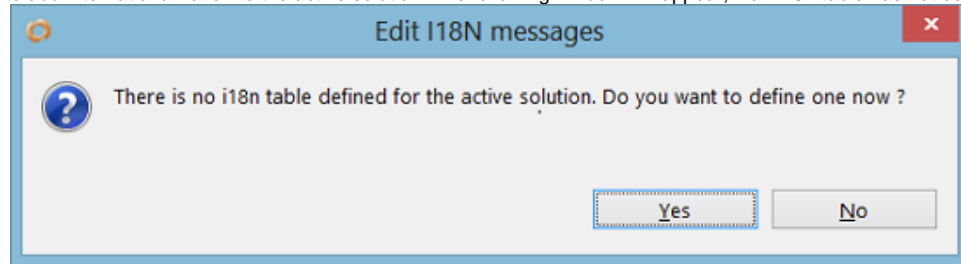 Edit I18N messages
There is no i18n table defined for the active solution. Do you want to define one now ?
Yes No